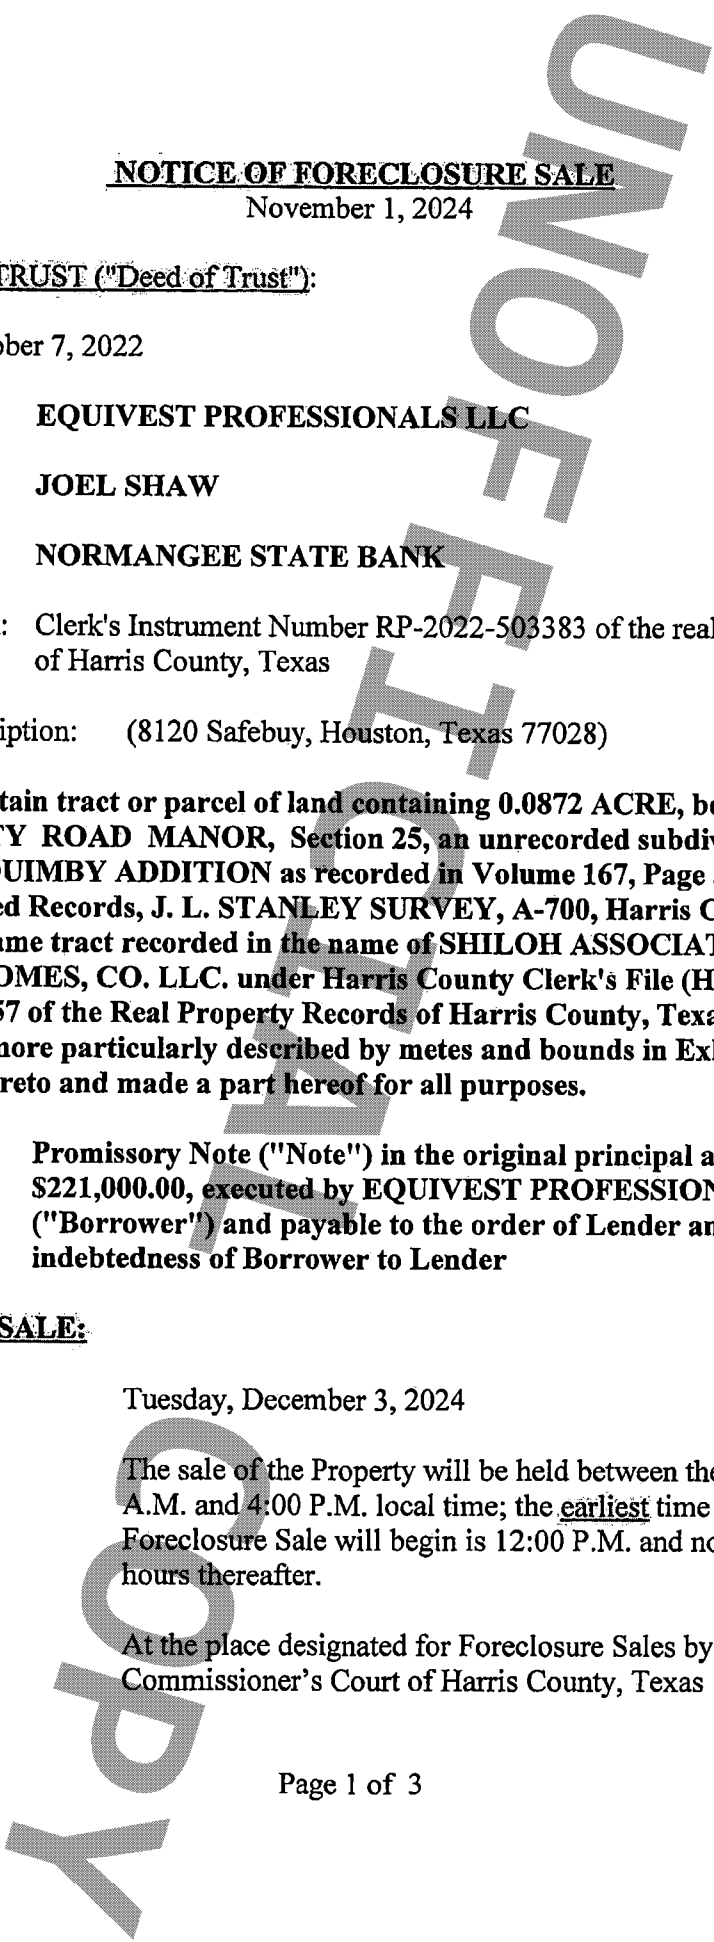 NOTICE OF FORECLOSURE SALE
November 1, 2024
TRUST ("Deed of Trust"):
ber 7, 2022
EQUIVEST PROFESSIONALS LLC
JOEL SHAW
NORMANGEE STATE BANK
: Clerk's Instrument Number RP-2022-503383 of the real
of Harris County, Texas
iption: (8120 Safebuy, Houston, Texas 77028)
tain tract or parcel of land containing 0.0872 ACRE, be
TY ROAD MANOR, Section 25, an unrecorded subdiv
UIMBY ADDITION as recorded in Volume 167, Page
ed Records, J. L. STANLEY SURVEY, A-700, Harris C
ame tract recorded in the name of SHILOH ASSOCIAT
OMES, CO. LLC. under Harris County Clerk's File (H
57 of the Real Property Records of Harris County, Texa
more particularly described by metes and bounds in Exl
reto and made a part hereof for all purposes.
Promissory Note ("Note") in the original principal a
$221,000.00, executed by EQUIVEST PROFESSION
("Borrower") and payable to the order of Lender an
indebtedness of Borrower to Lender
SALE:
Tuesday, December 3, 2024
The sale of the Property will be held between the
A.M. and 4:00 P.M. local time; the earliest time
Foreclosure Sale will begin is 12:00 P.M. and no
hours thereafter.
At the place designated for Foreclosure Sales by
Commissioner's Court of Harris County, Texas
Page 1 of 3
UNOFFICIAL COPY